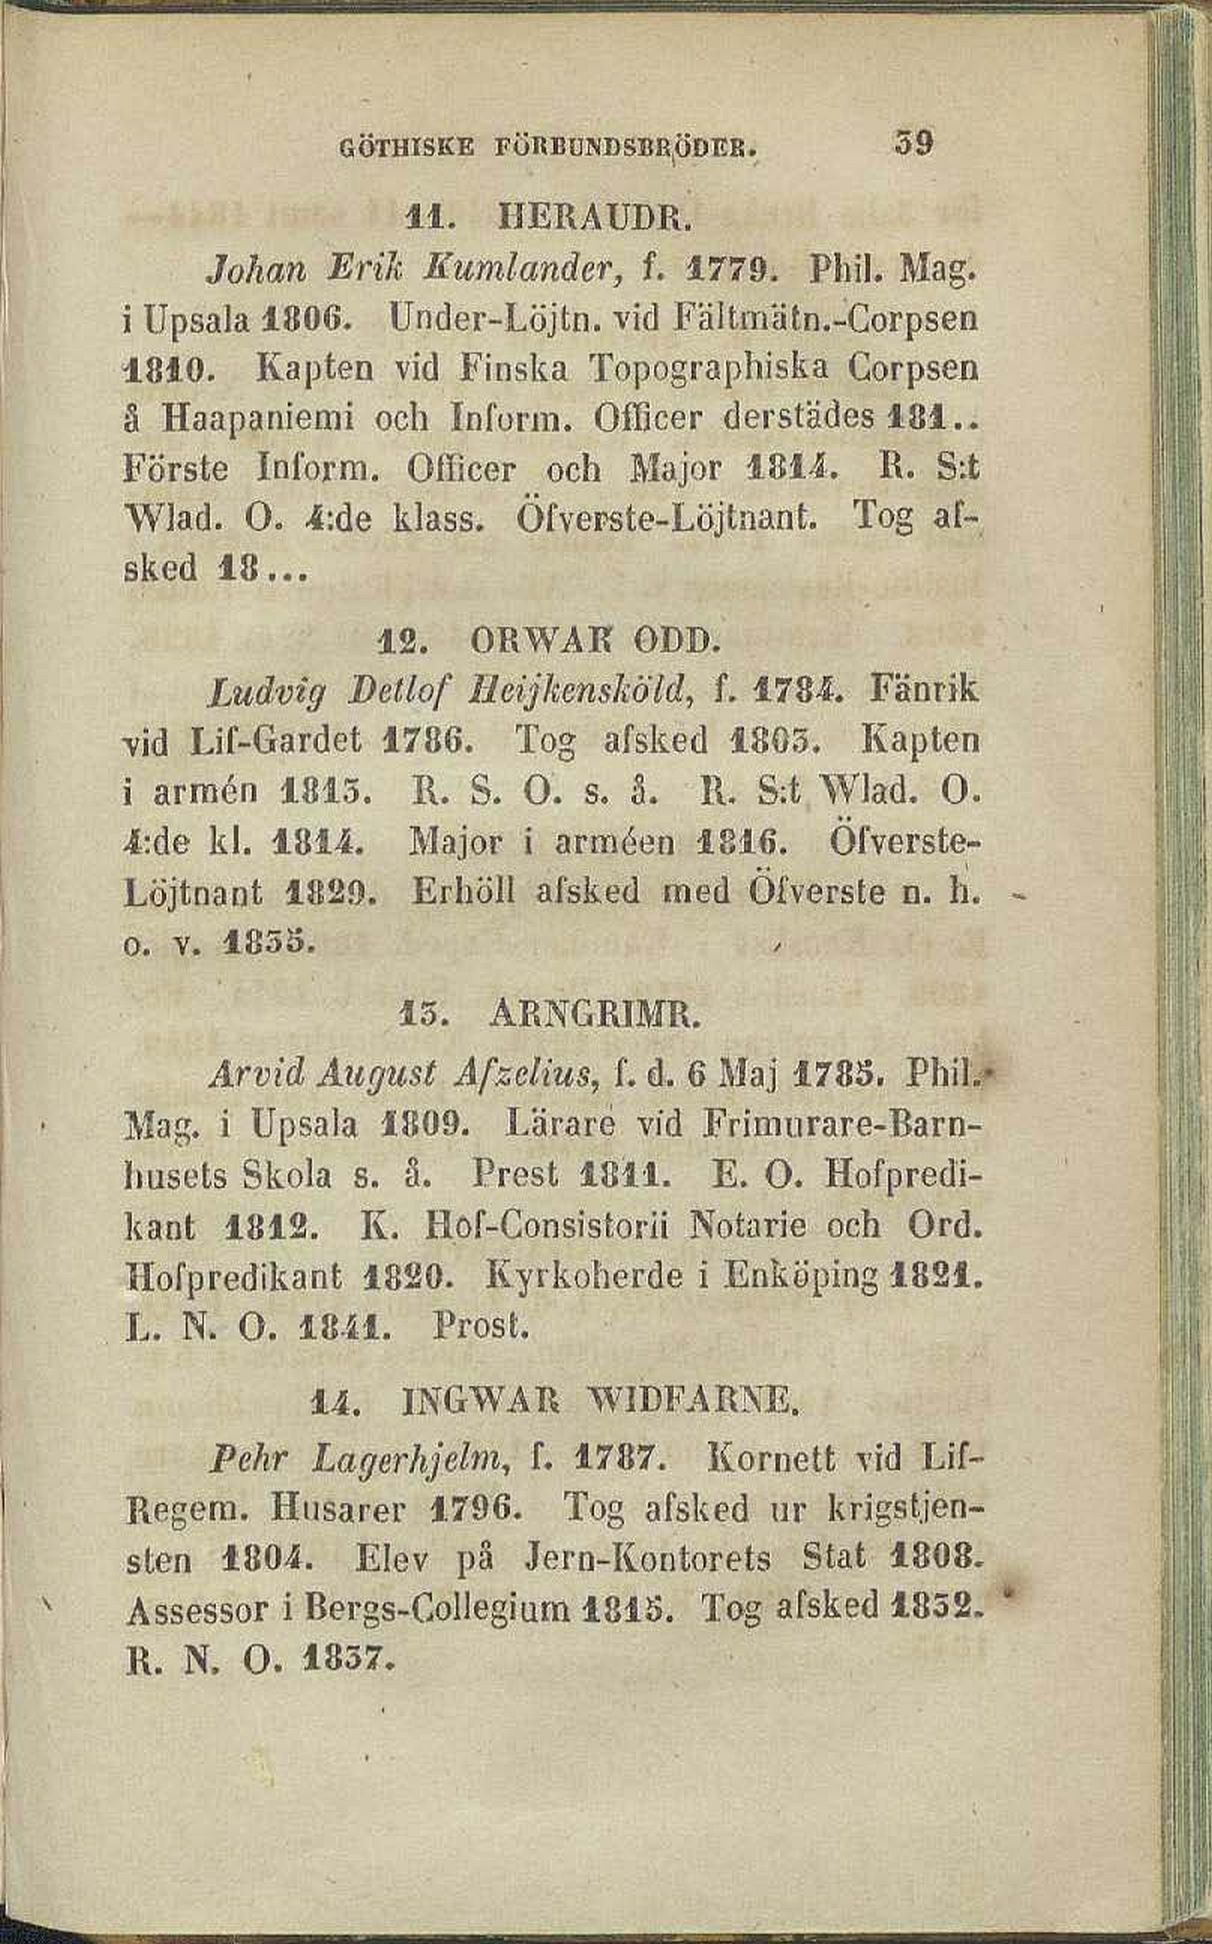 GÖTHISKE FÖRBUNDSBRÖDER. 39
11. HERAUDR.
Johan Erik Kumlander, f. 1779. Phil. Mag.
i Upsala 1806. Under-Löjtn. vid Fältmätn.-Corpsen
1810. Kapten vid Finska Topographiska Corpsen
å Haapaniemi och Inform. Officer derstädes 181..
Förste Inform. Officer och Major 1814. R. S:t
Wlad. O. 4:de klass. Öfverste-Löjtnant. Tog af-
sked 18...
12. ORWAR ODD.
Ludvig Detlof Heijkensköld, f. 1784. Fänrik
vid Lif-Gardet 1786. Tog afsked 1803. Kapten
i armén 1813. R. S. O. s. å. R. S:t Wlad. O.
4:de kl. 1814. Major i arméen 1816. Öfverste-
Löjtnant 1829. Erhöll afsked med Öfverste n. h.
o. v. 1835.
13. ARNGRIMR.
Arvid August Afzelius, f. d. 6 Maj 1785. Phil.
Mag. i Upsala 1809. Lärare vid Frimurare-Barn-
husets Skola s. å. Prest 1811. E. O. Hofpredi-
kant 1812. K. Hof-Consistorii Notarie och Ord.
Hofpredikant 1820. Kyrkoherde i Enköping 1821.
L. N. O. 1841. Prost.
14. INGWAR WIDFARNE.
Pehr Lagerhjelm, f. 1787. Kornett vid Lif-
Regem. Husarer 1796. Tog afsked ur krigstjen-
sten 1804. Elev på Jern-Kontorets Stat 1808.
Assessor i Bergs-Collegium 1815. Tog afsked 1832.
R. N. O. 1837.